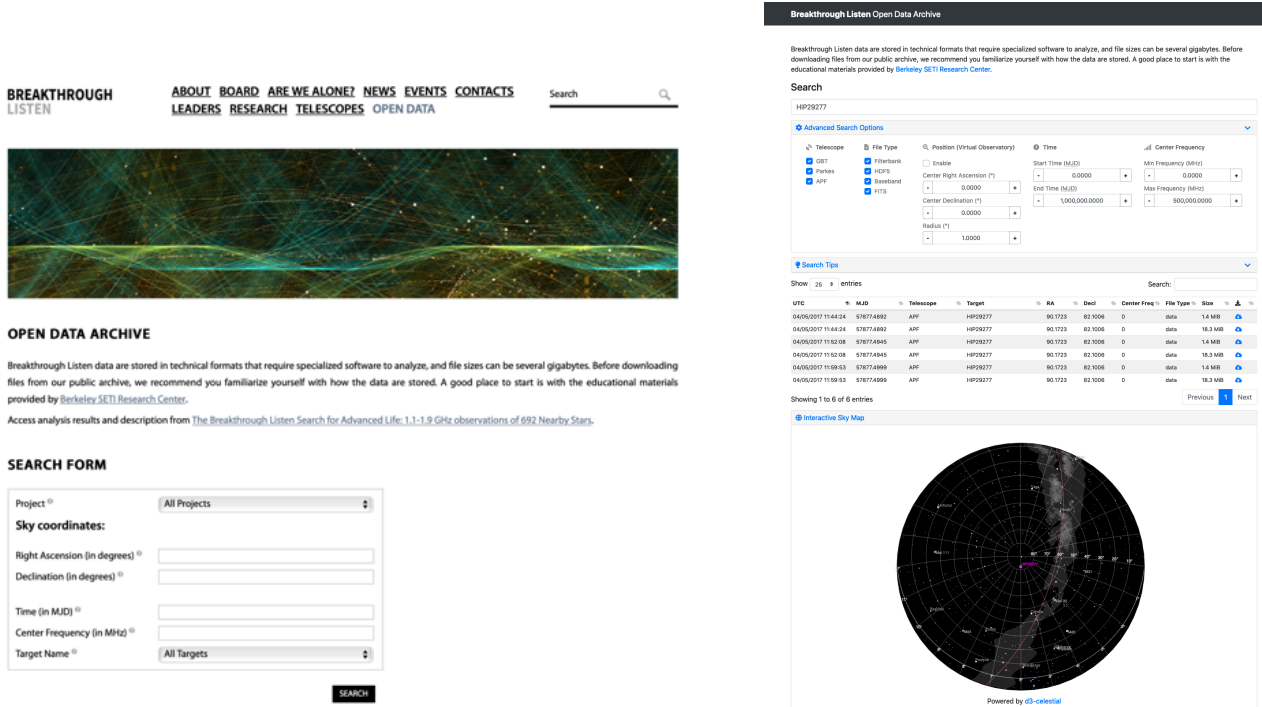 BREAKTHROUGH
LISTEN
ABOUT BOARD ARE WE ALONE? NEWS EVENTS CONTACTS
LEADERS RESEARCH TELESCOPES OPEN DATA
Search
OPEN DATA ARCHIVE
Breakthrough Listen data are stored in technical formats that require specialized software to analyze, and file sizes can be several gigabytes. Before downloading
files from our public archive, we recommend you familiarize yourself with how the data are stored. A good place to start is with the educational materials
provided by Berkeley SETI Research Center.
Access analysis results and description from The Breakthrough Listen Search for Advanced Life: 1.1-1.9 GHz observations of 692 Nearby Stars.
SEARCH FORM
Project
All Projects
Sky coordinates:
Right Ascension (in degrees)
Declination (in degrees)
Time (in MJD)
Center Frequency (in MHz)
Target Name
All Targets
SEARCH
Breakthrough Listen Open Data Archive
Breakthrough Listen data are stored in technical formats that require specialized software to analyze, and file sizes can be several gigabytes. Before
downloading files from our public archive, we recommend you familiarize yourself with how the data are stored. A good place to start is with the
educational materials provided by Berkeley SETI Research Center.
Search
HIP29277
Advanced Search Options
Telescope File Type Position (Virtual Observatory) Time Center Frequency
GBT Filterbank Enable Start Time (MJD) Min Frequency (MHz)
Parkes HDF5 - 0.0000 + - 0.0000 +
APF Baseband Center Right Ascension (°) End Time (MJD) Max Frequency (MHz)
FITS - 0.0000 + - 1,000,000.0000 + - 500,000.0000 +
Center Declination (°)
- 0.0000 +
Radius (°)
- 1.0000 +
Search Tips
Show 25 entries Search:
UTC MJD Telescope Target RA Decl Center Freq File Type Size
04/05/2017 11:44:24 57877.4892 APF HIP29277 90.1723 82.1006 0 data 1.4 MiB
04/05/2017 11:44:24 57877.4892 APF HIP29277 90.1723 82.1006 0 data 18.3 MiB
04/05/2017 11:52:08 57877.4945 APF HIP29277 90.1723 82.1006 0 data 1.4 MiB
04/05/2017 11:52:08 57877.4945 APF HIP29277 90.1723 82.1006 0 data 18.3 MiB
04/05/2017 11:59:53 57877.4999 APF HIP29277 90.1723 82.1006 0 data 1.4 MiB
04/05/2017 11:59:53 57877.4999 APF HIP29277 90.1723 82.1006 0 data 18.3 MiB
Showing 1 to 6 of 6 entries
Previous 1 Next
Interactive Sky Map
80° 70° 60° 50° 40° 30° 20° 10°
Powered by d3-celestial